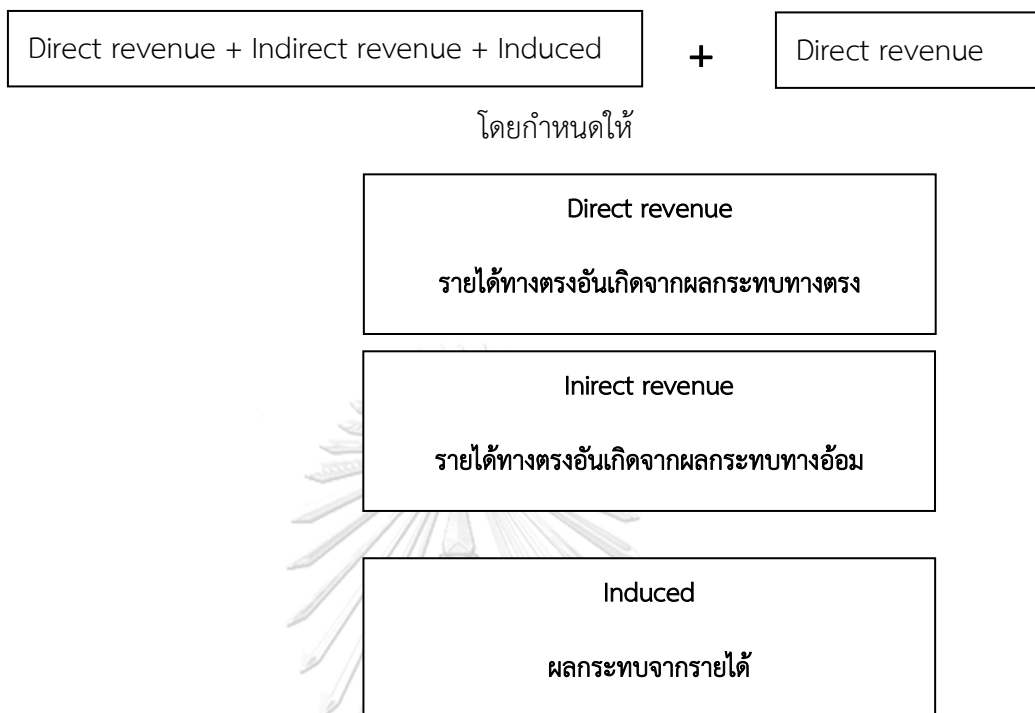 Direct revenue + Indirect revenue + Induced + Direct revenue
โดยกำหนดให้
Direct revenue
รายได้ทางตรงอันเกิดจากผลกระทบทางตรง
Inirect revenue
รายได้ทางตรงอันเกิดจากผลกระทบทางอ้อม
Induced
ผลกระทบจากรายได้